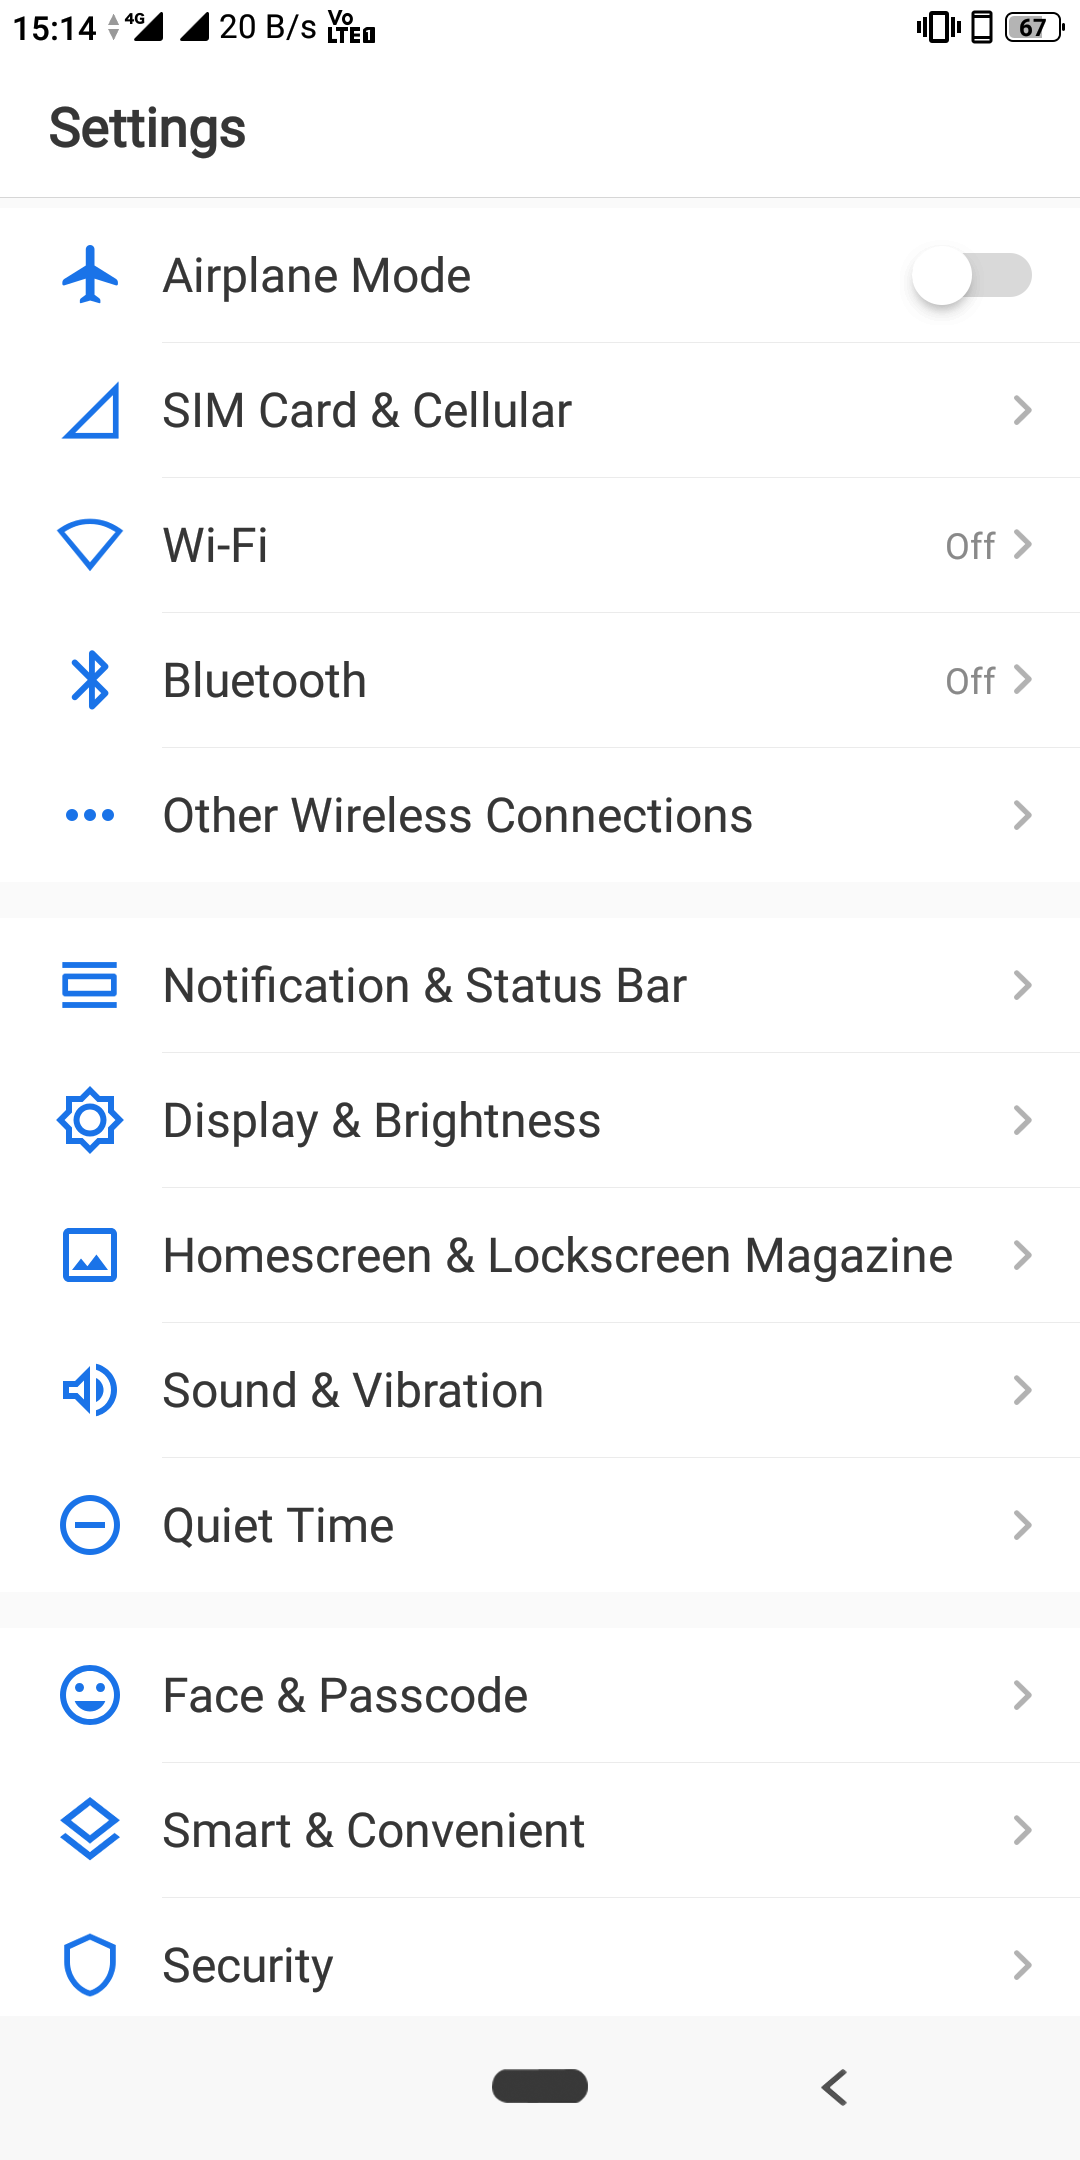 15:14 4G 20 B/s Vo LTE 1 67
Settings
Airplane Mode
SIM Card & Cellular
Wi-Fi Off
Bluetooth Off
Other Wireless Connections
Notification & Status Bar
Display & Brightness
Homescreen & Lockscreen Magazine
Sound & Vibration
Quiet Time
Face & Passcode
Smart & Convenient
Security